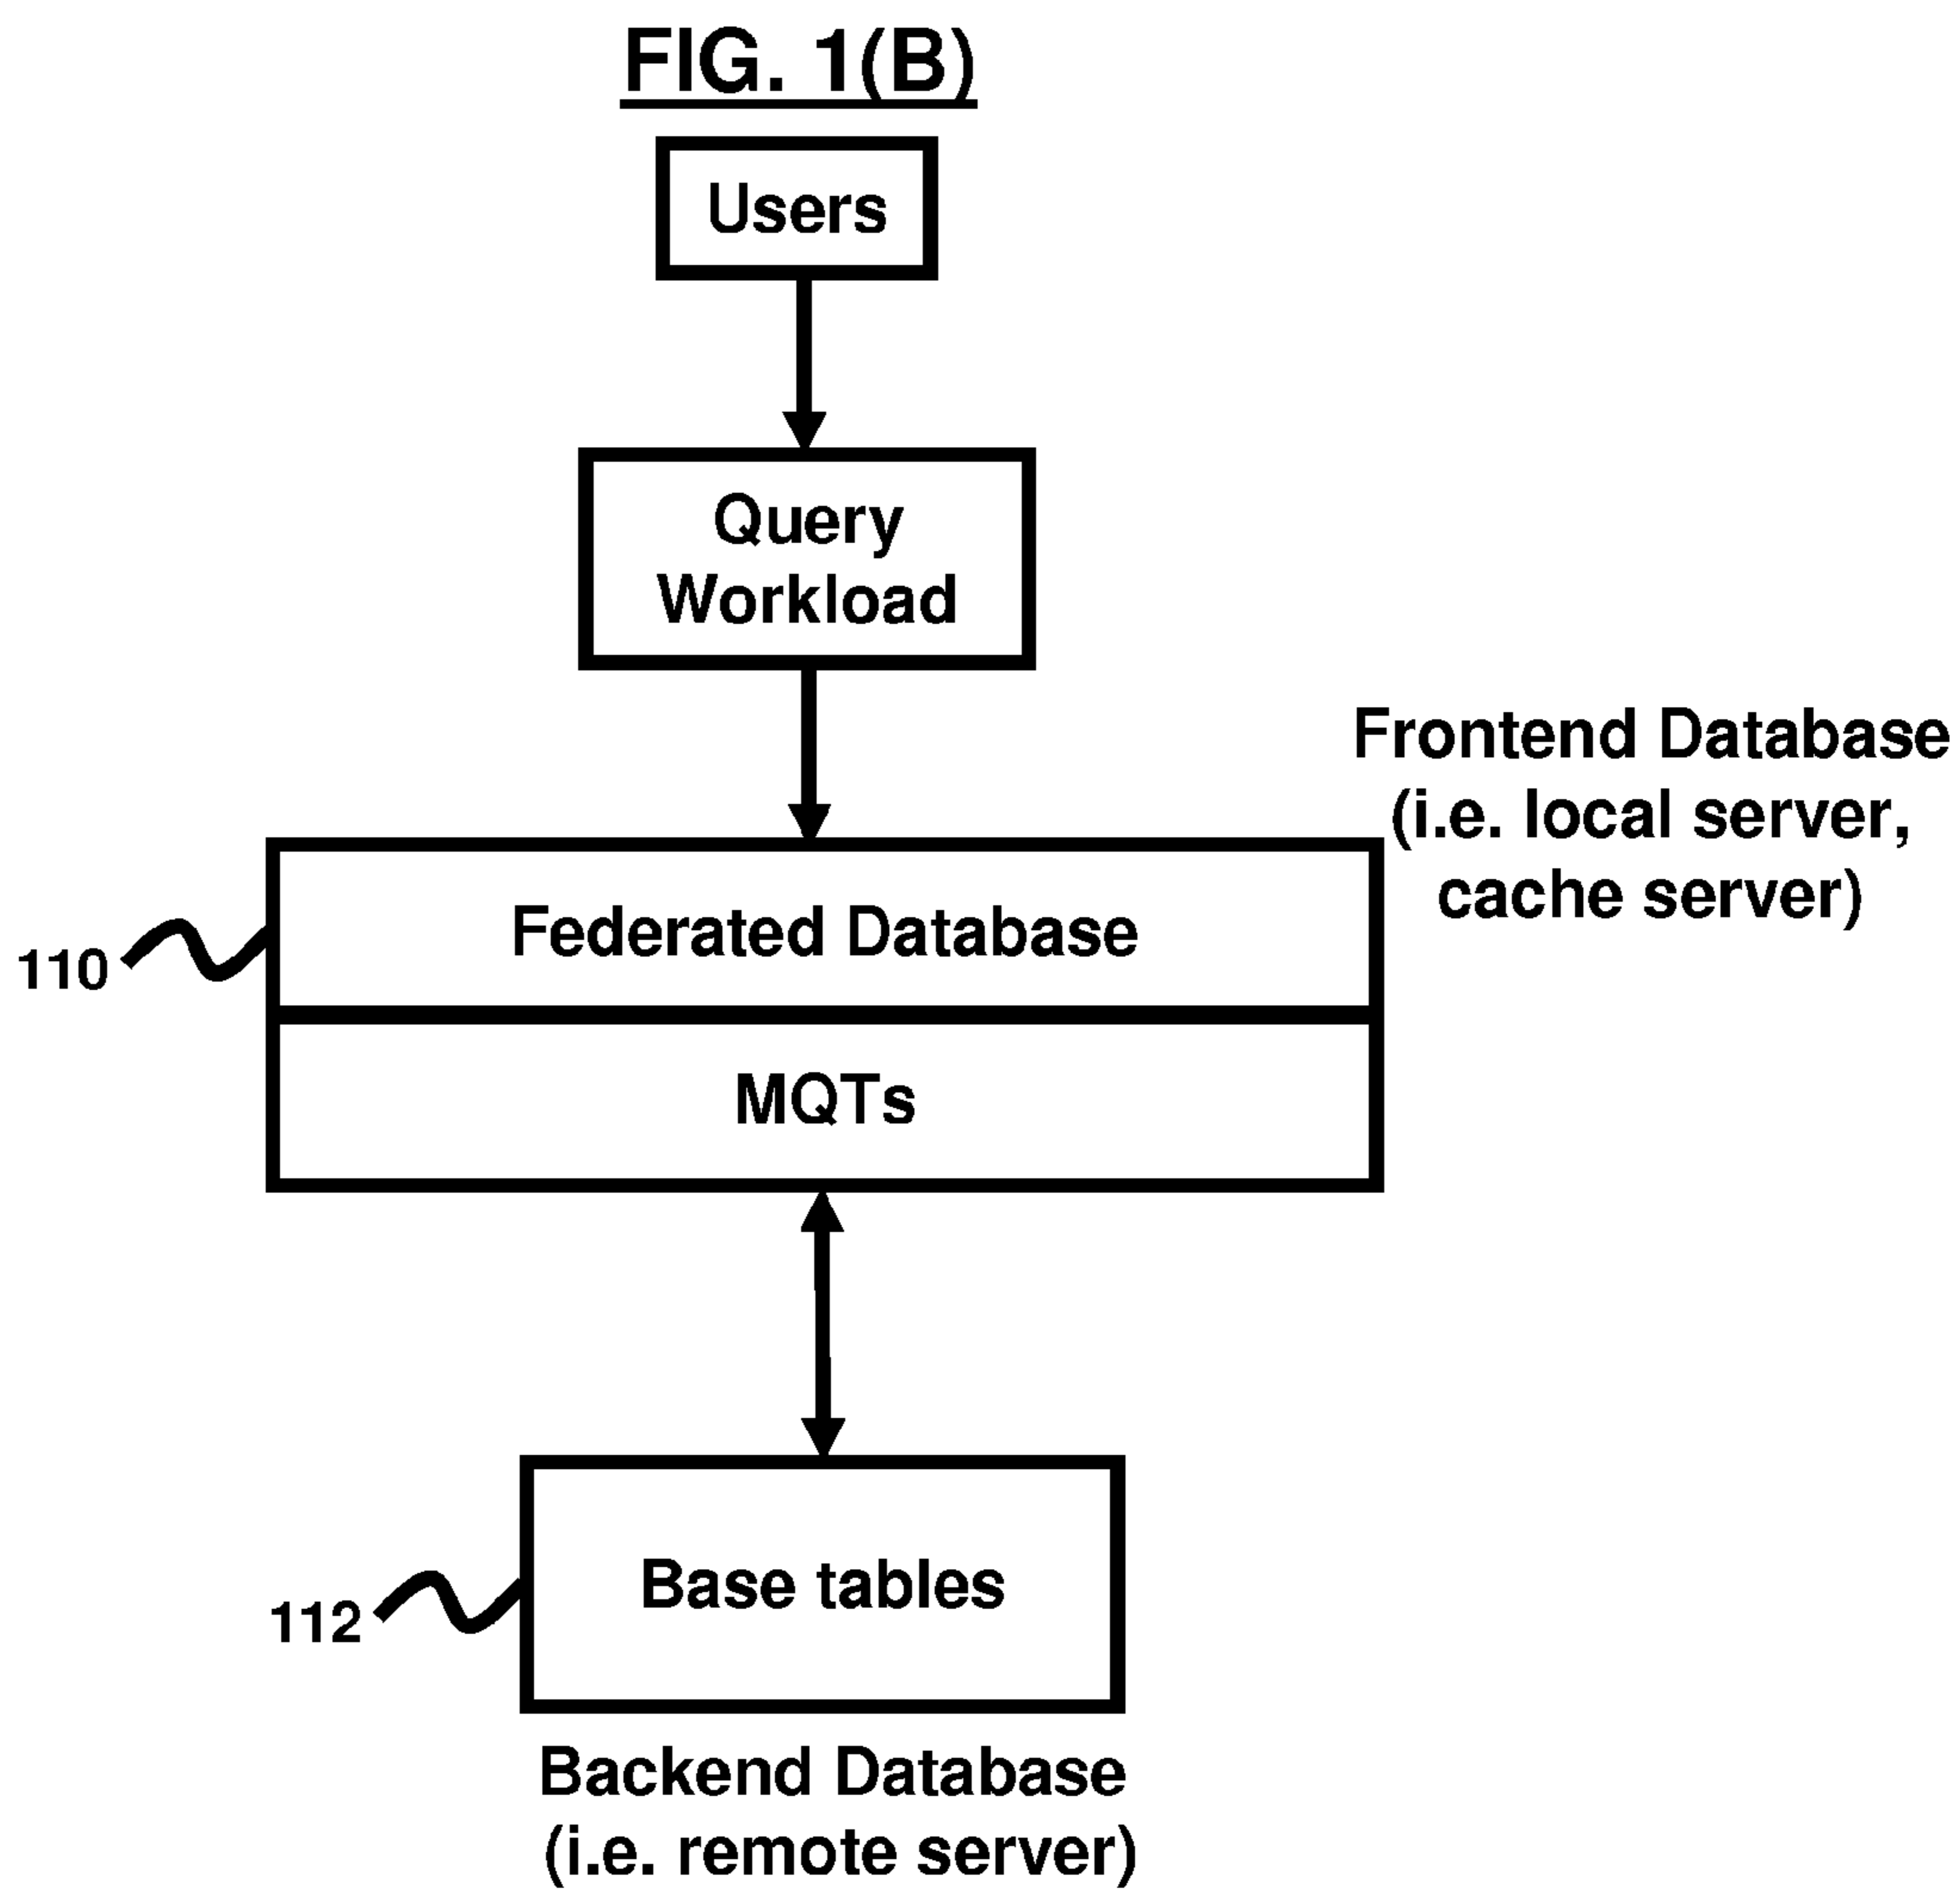 FIG. 1(B)
Users
Query
Workload
Frontend Database
(i.e. local server,
cache server)
Federated Database
110
MQTs
Base tables
112
Backend Database
(i.e. remote server)